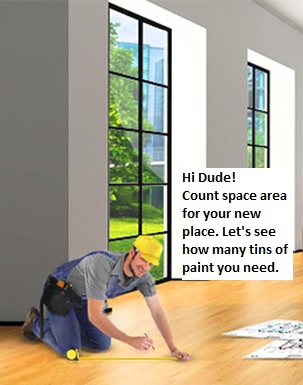 Hi Dude!
Count space area
for your new
place. Let's see
how many tins of
paint you need.